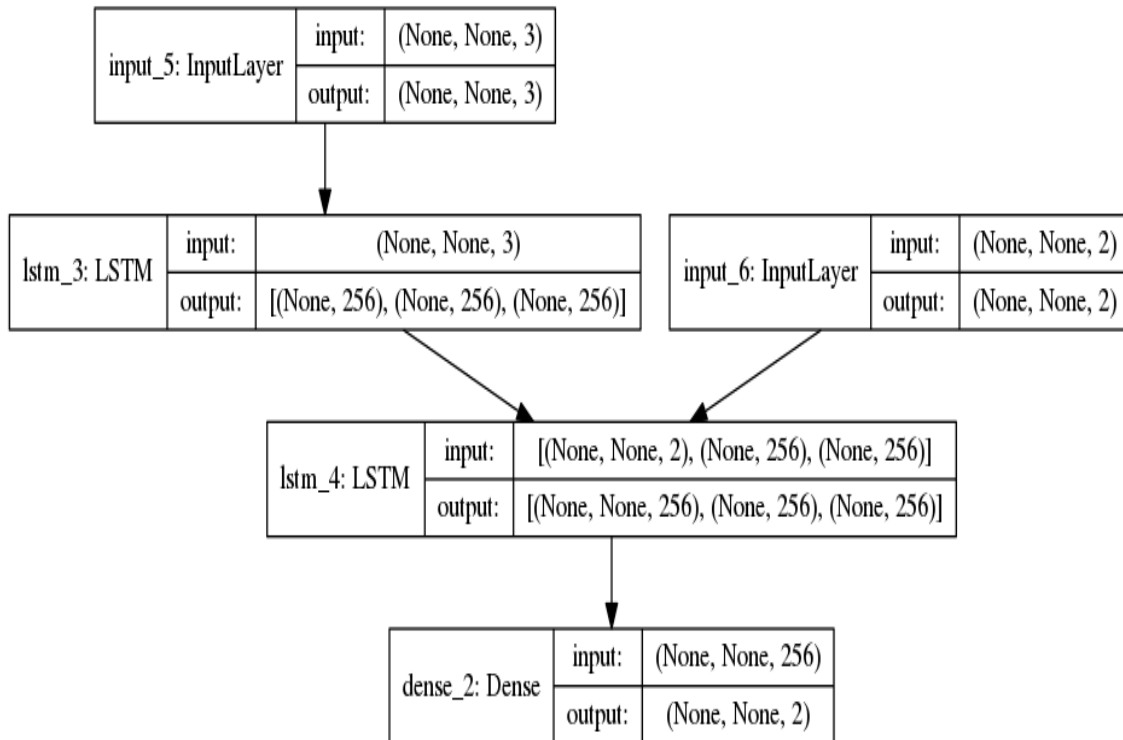 input_5: InputLayer
input: (None, None, 3)
output: (None, None, 3)
lstm_3: LSTM
input: (None, None, 3)
output: [(None, 256), (None, 256), (None, 256)]
input_6: InputLayer
input: (None, None, 2)
output: (None, None, 2)
lstm_4: LSTM
input: [(None, None, 2), (None, 256), (None, 256)]
output: [(None, None, 256), (None, 256), (None, 256)]
dense_2: Dense
input: (None, None, 256)
output: (None, None, 2)